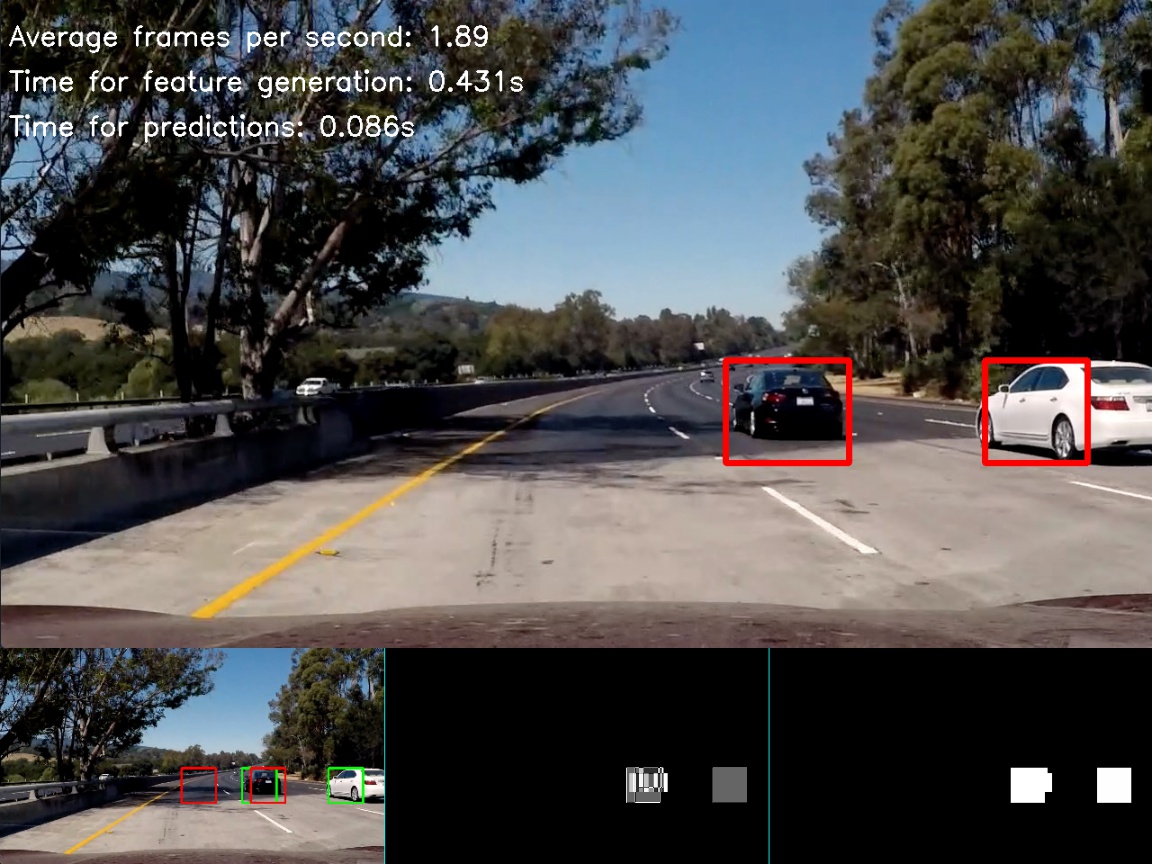 Average frames per second: 1.89
Time for feature generation: 0.431s
Time for predictions: 0.086s